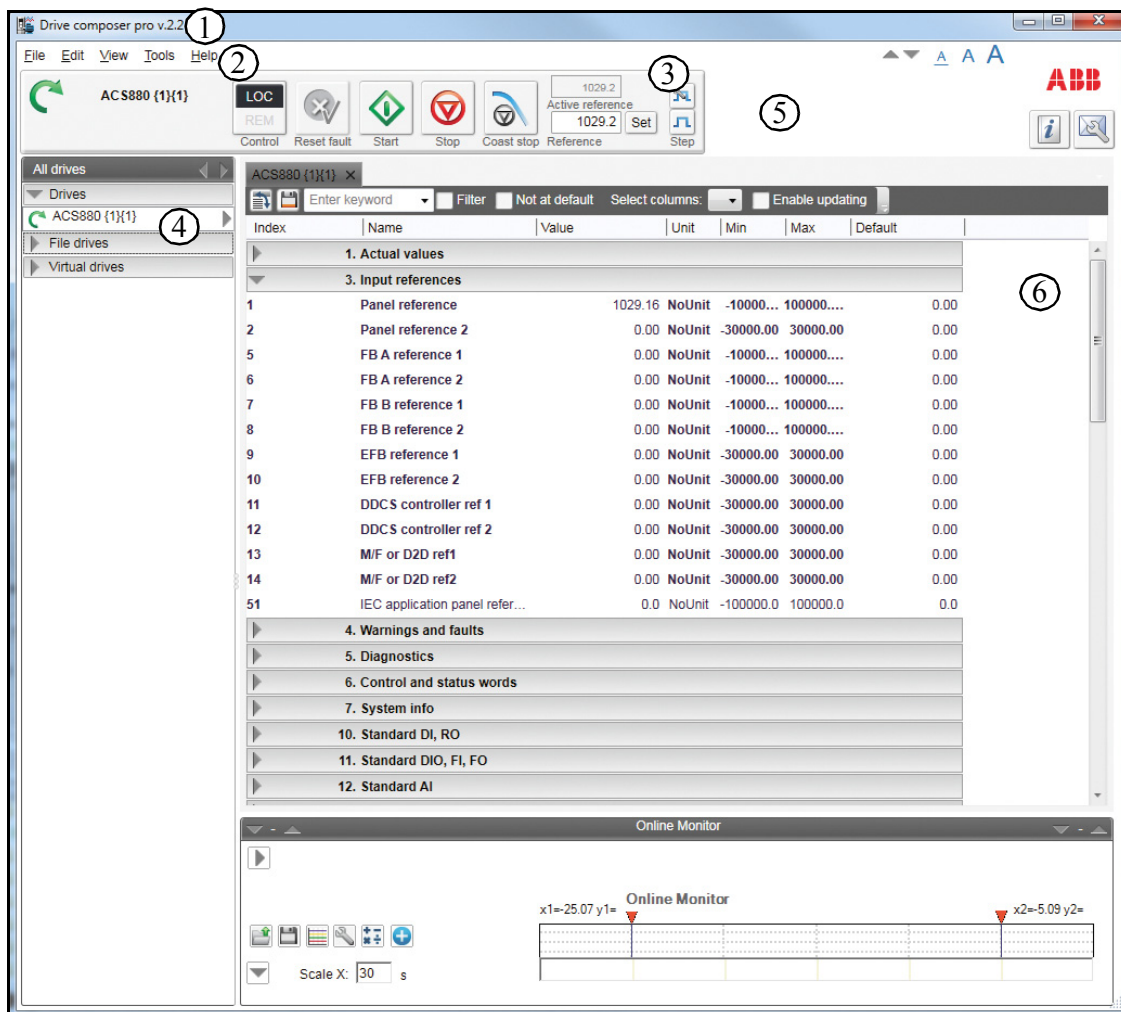 Drive composer pro v.2.2
1
File Edit View Tools Help
2
A A A
ABB
ACS880 {1}{1}
LOC
REM
Control
Reset fault
Start
Stop
Coast stop
1029.2
Active reference
1029.2 Set
Reference
3
Step
5
i
All drives
Drives
ACS880 {1}{1}
4
File drives
Virtual drives
ACS880 {1}{1} ×
Enter keyword Filter Not at default Select columns: Enable updating
Index Name Value Unit Min Max Default
1. Actual values
3. Input references
6
1 Panel reference 1029.16 NoUnit -10000... 100000.... 0.00
2 Panel reference 2 0.00 NoUnit -30000.00 30000.00 0.00
5 FB A reference 1 0.00 NoUnit -10000... 100000.... 0.00
6 FB A reference 2 0.00 NoUnit -10000... 100000.... 0.00
7 FB B reference 1 0.00 NoUnit -10000... 100000.... 0.00
8 FB B reference 2 0.00 NoUnit -10000... 100000.... 0.00
9 EFB reference 1 0.00 NoUnit -30000.00 30000.00 0.00
10 EFB reference 2 0.00 NoUnit -30000.00 30000.00 0.00
11 DDCS controller ref 1 0.00 NoUnit -30000.00 30000.00 0.00
12 DDCS controller ref 2 0.00 NoUnit -30000.00 30000.00 0.00
13 M/F or D2D ref1 0.00 NoUnit -30000.00 30000.00 0.00
14 M/F or D2D ref2 0.00 NoUnit -30000.00 30000.00 0.00
51 IEC application panel refer... 0.0 NoUnit -100000.0 100000.0 0.0
4. Warnings and faults
5. Diagnostics
6. Control and status words
7. System info
10. Standard DI, RO
11. Standard DIO, FI, FO
12. Standard AI
- Online Monitor -
Online Monitor
x1=-25.07 y1= x2=-5.09 y2=
Scale X: 30 s